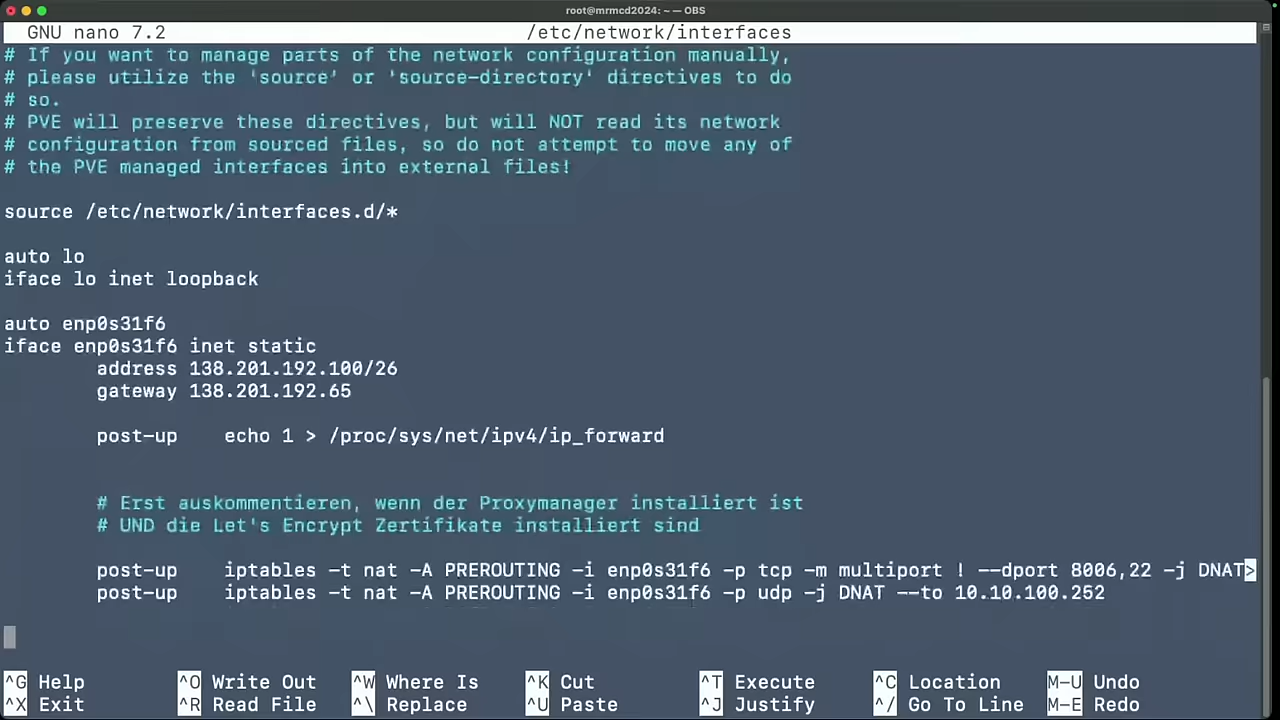 root@mrmcd2024: ~ — OBS
GNU nano 7.2 /etc/network/interfaces
# If you want to manage parts of the network configuration manually,
# please utilize the 'source' or 'source-directory' directives to do
# so.
# PVE will preserve these directives, but will NOT read its network
# configuration from sourced files, so do not attempt to move any of
# the PVE managed interfaces into external files!
source /etc/network/interfaces.d/*
auto lo
iface lo inet loopback
auto enp0s31f6
iface enp0s31f6 inet static
address 138.201.192.100/26
gateway 138.201.192.65
post-up echo 1 > /proc/sys/net/ipv4/ip_forward
# Erst auskommentieren, wenn der Proxymanager installiert ist
# UND die Let's Encrypt Zertifikate installiert sind
post-up iptables -t nat -A PREROUTING -i enp0s31f6 -p tcp -m multiport ! --dport 8006,22 -j DNAT>
post-up iptables -t nat -A PREROUTING -i enp0s31f6 -p udp -j DNAT --to 10.10.100.252
^G Help ^O Write Out ^W Where Is ^K Cut ^T Execute ^C Location M-U Undo
^X Exit ^R Read File ^\ Replace ^U Paste ^J Justify ^/ Go To Line M-E Redo